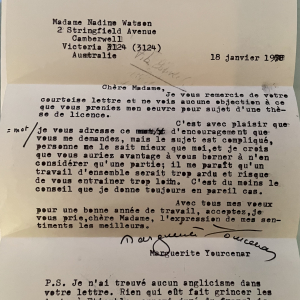 Madame Nadine Watson
2 Stringfield Avenue
Camberwell
Victoria 3124 (3124)
Australie
18 janvier
Chère Madame,
Je vous remercie de votre
courtoise lettre et ne vois aucune objection à ce
que vous preniez mon oeuvre pour sujet d'une thè-
se de licence.
C'est avec plaisir que
= mot / je vous adresse ce d'encouragement que
vous me demandez, mais le sujet est compliqué,
personne ne le sait mieux que moi, et je crois
que vous auriez avantage à vous borner à n'en
considérer qu'une partie; il me paraît qu'un
travail d'ensemble serait trop ardu et risque
de vous entraîner trop loin. C'est du moins le
conseil que je donne toujours en pareil cas.
Avec tous mes voeux
pour une bonne année de travail, acceptez, je
vous prie, chère Madame, l'expression de mes sen-
timents les meilleurs.
Marguerite Yourcenar
Marguerite Yourcenar
P.S. Je n'ai trouvé aucun anglicisme dans
votre lettre. Rien qui eût fait grincer les